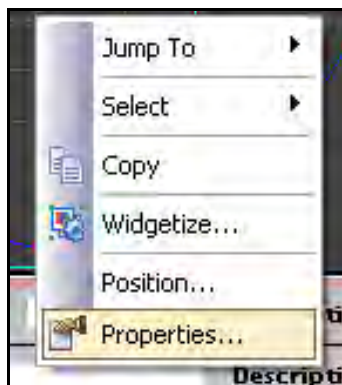 Jump To
Select
Copy
Widgetize...
Position...
Properties...
Descripti